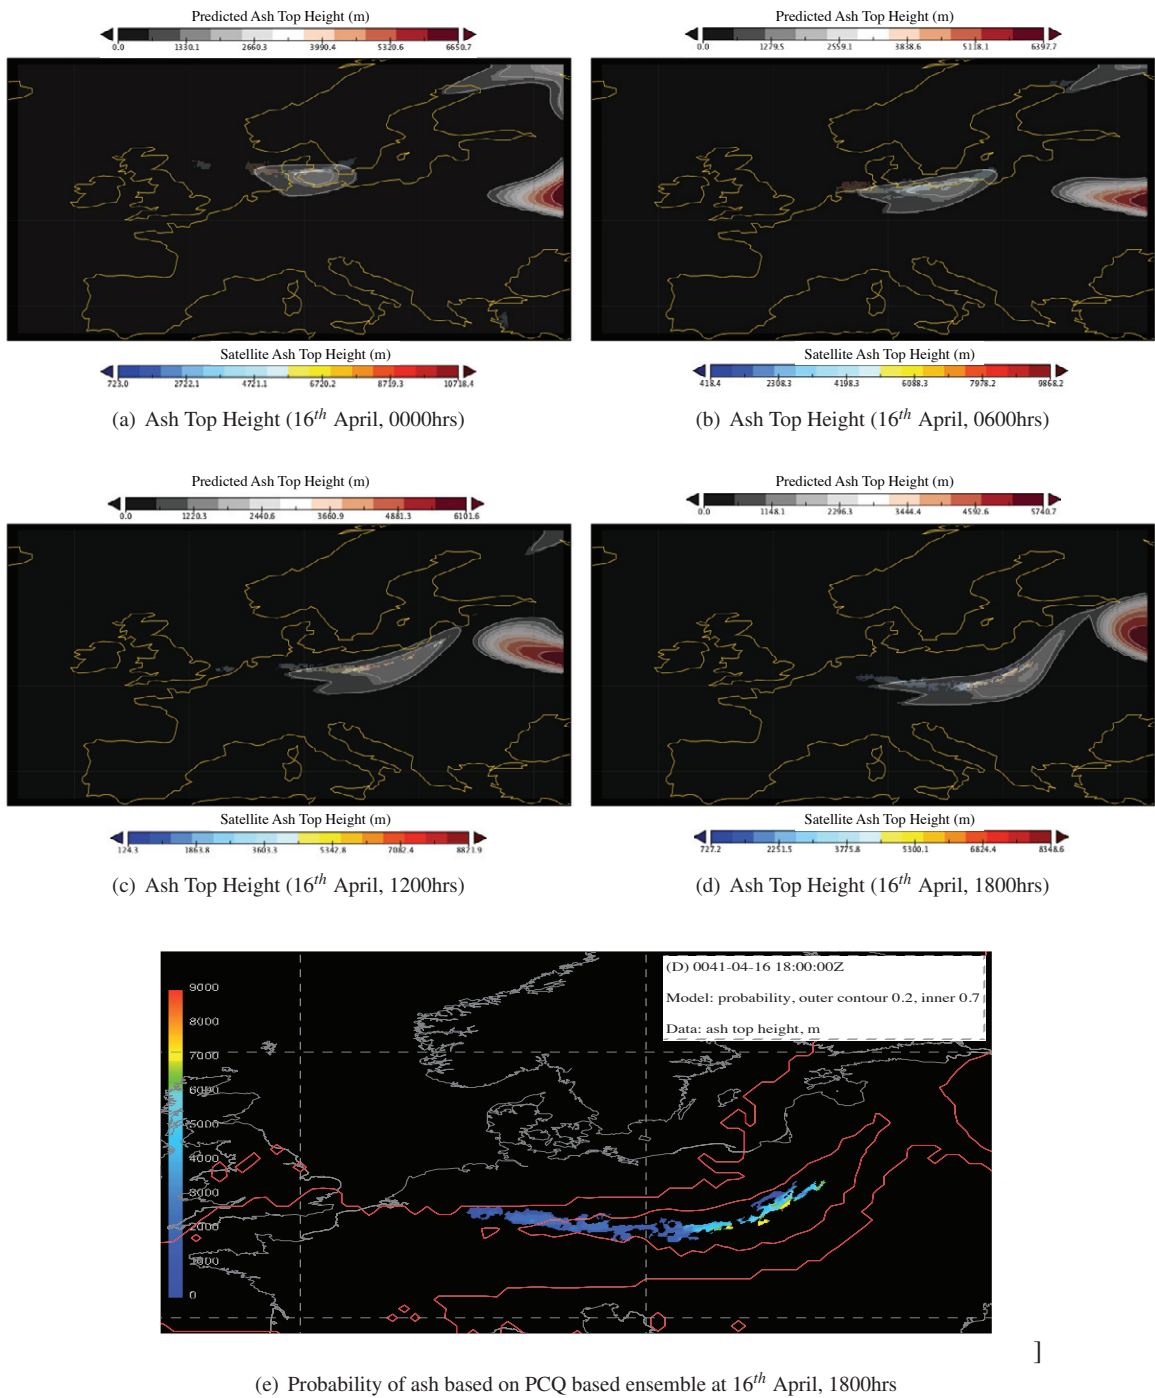 Predicted Ash Top Height (m)
0.0 1330.1 2660.3 3990.4 5320.6 6650.7
Predicted Ash Top Height (m)
0.0 1279.5 2559.1 3838.6 5118.1 6397.7
Satellite Ash Top Height (m)
723.0 2722.1 4721.1 6720.2 8719.3 10718.4
Satellite Ash Top Height (m)
418.4 2308.3 4198.3 6088.3 7978.2 9868.2
(a) Ash Top Height (16th April, 0000hrs)
(b) Ash Top Height (16th April, 0600hrs)
Predicted Ash Top Height (m)
0.0 1220.3 2440.6 3660.9 4881.3 6101.6
Predicted Ash Top Height (m)
0.0 1148.1 2296.3 3444.4 4592.6 5740.7
Satellite Ash Top Height (m)
124.3 1863.8 3603.3 5342.8 7082.4 8821.9
Satellite Ash Top Height (m)
727.2 2251.5 3775.8 5300.1 6824.4 8348.6
(c) Ash Top Height (16th April, 1200hrs)
(d) Ash Top Height (16th April, 1800hrs)
(D) 0041-04-16 18:00:00Z
Model: probability, outer contour 0.2, inner 0.7
Data: ash top height, m
9000
8000
7000
6000
5000
4000
3000
2000
1000
0
]
(e) Probability of ash based on PCQ based ensemble at 16th April, 1800hrs